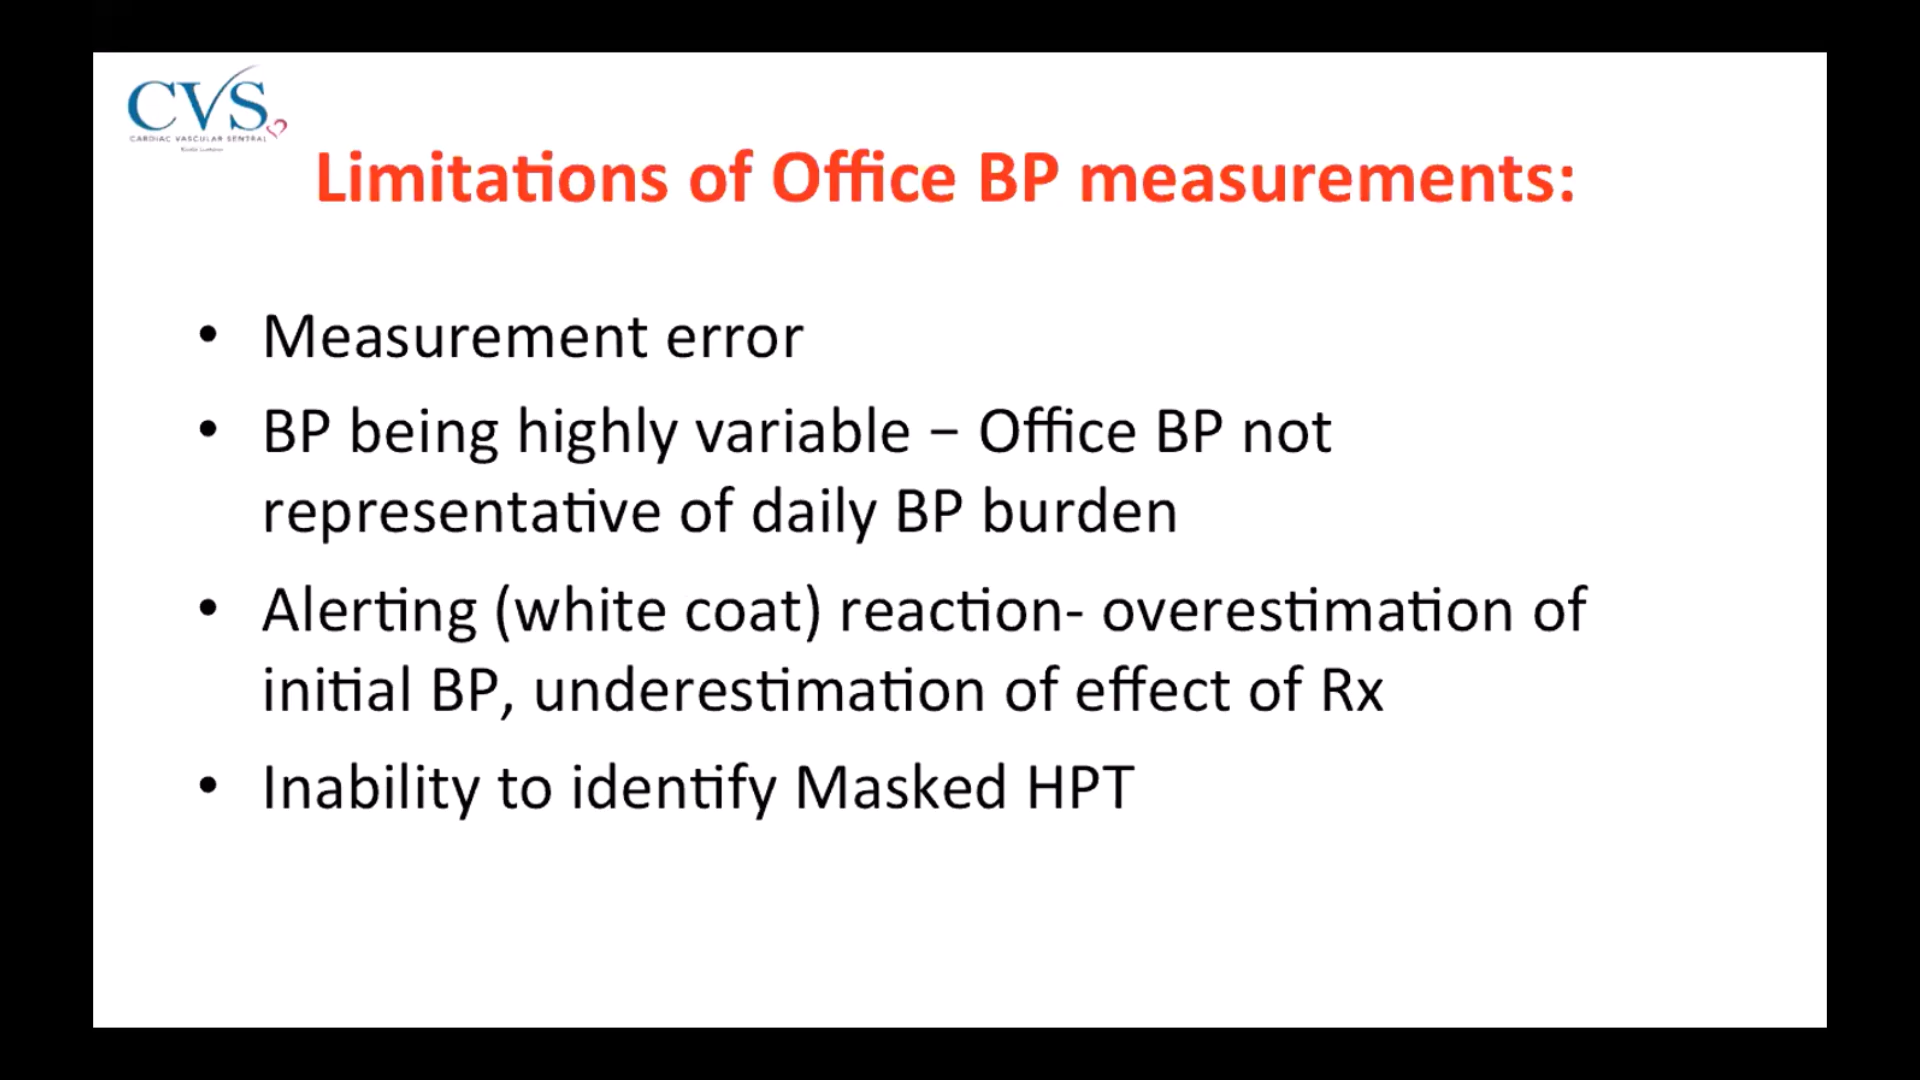 CVS
CARDIAC VASCULAR SENTRAL
Limitations of Office BP measurements:
• Measurement error
• BP being highly variable – Office BP not
representative of daily BP burden
• Alerting (white coat) reaction- overestimation of
initial BP, underestimation of effect of Rx
• Inability to identify Masked HPT